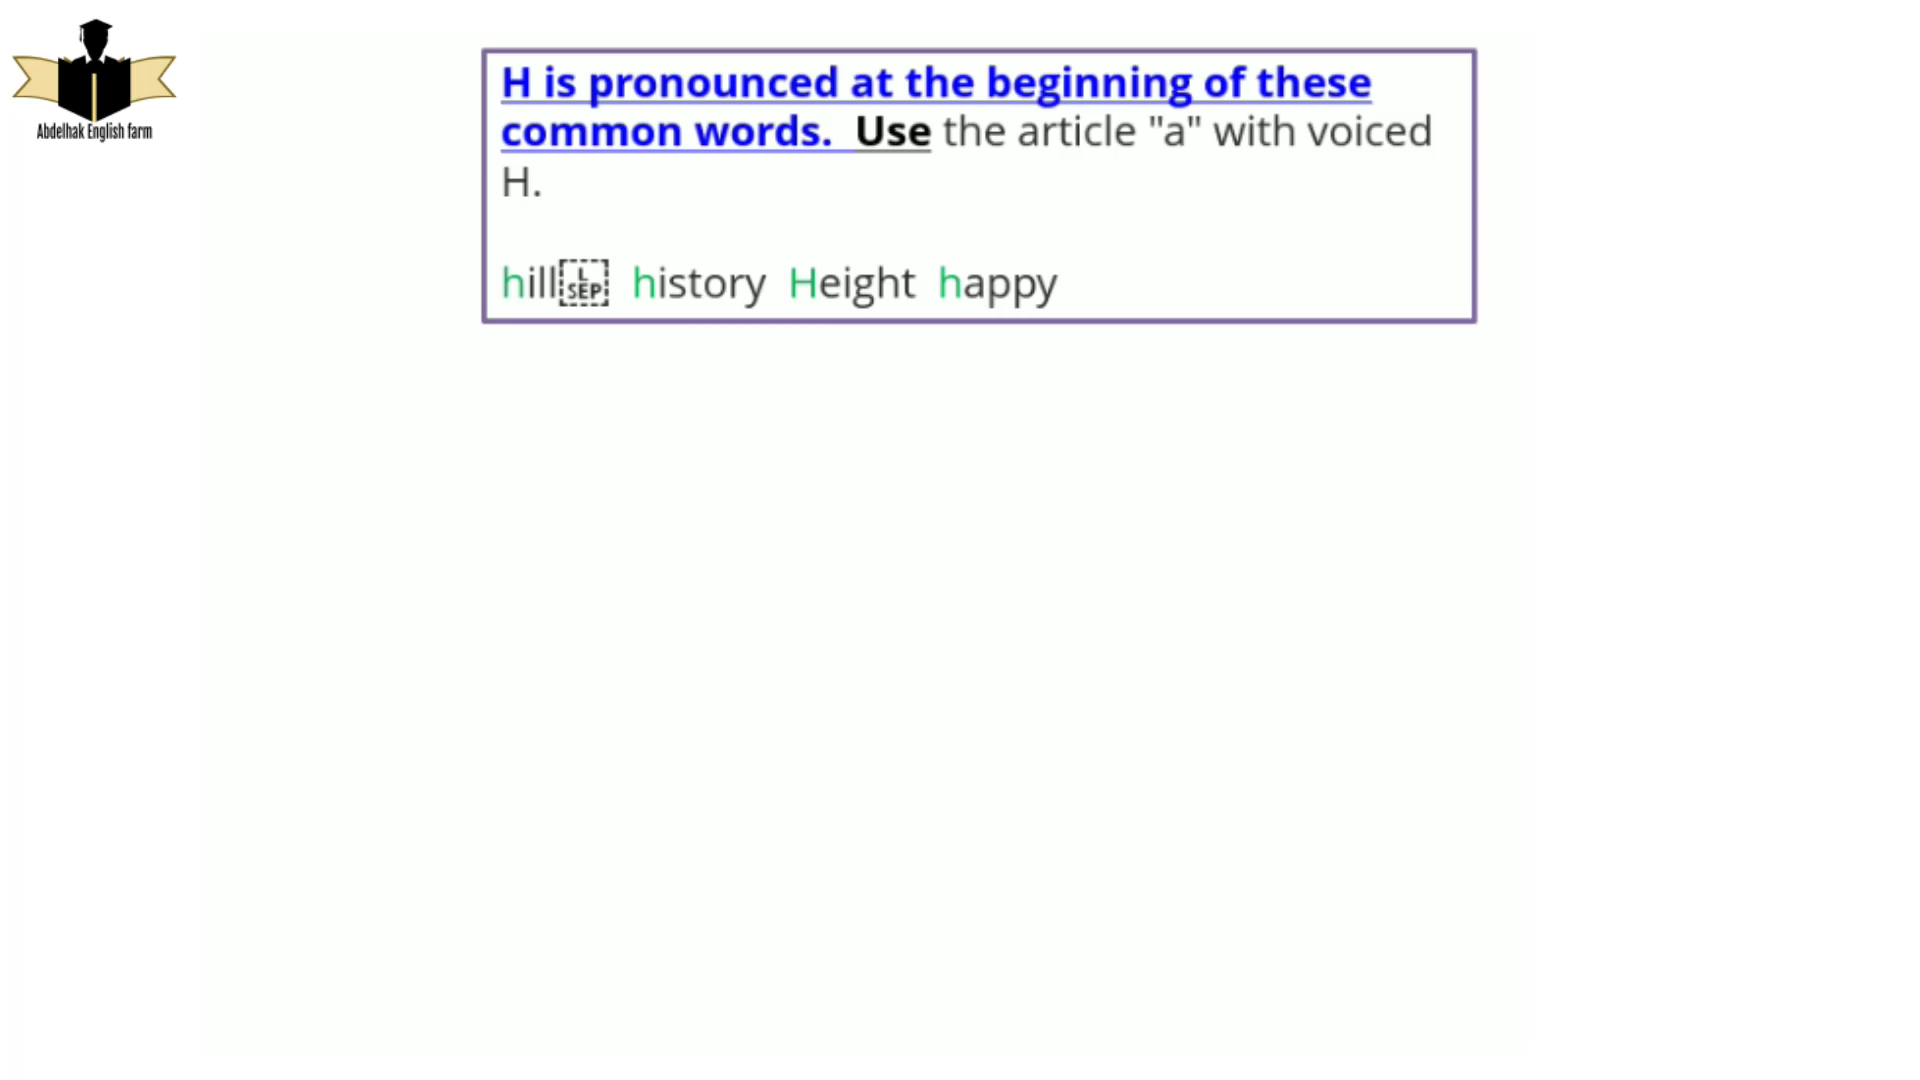 Abdelhak English farm
H is pronounced at the beginning of these
common words. Use the article "a" with voiced
H.
hill history Height happy